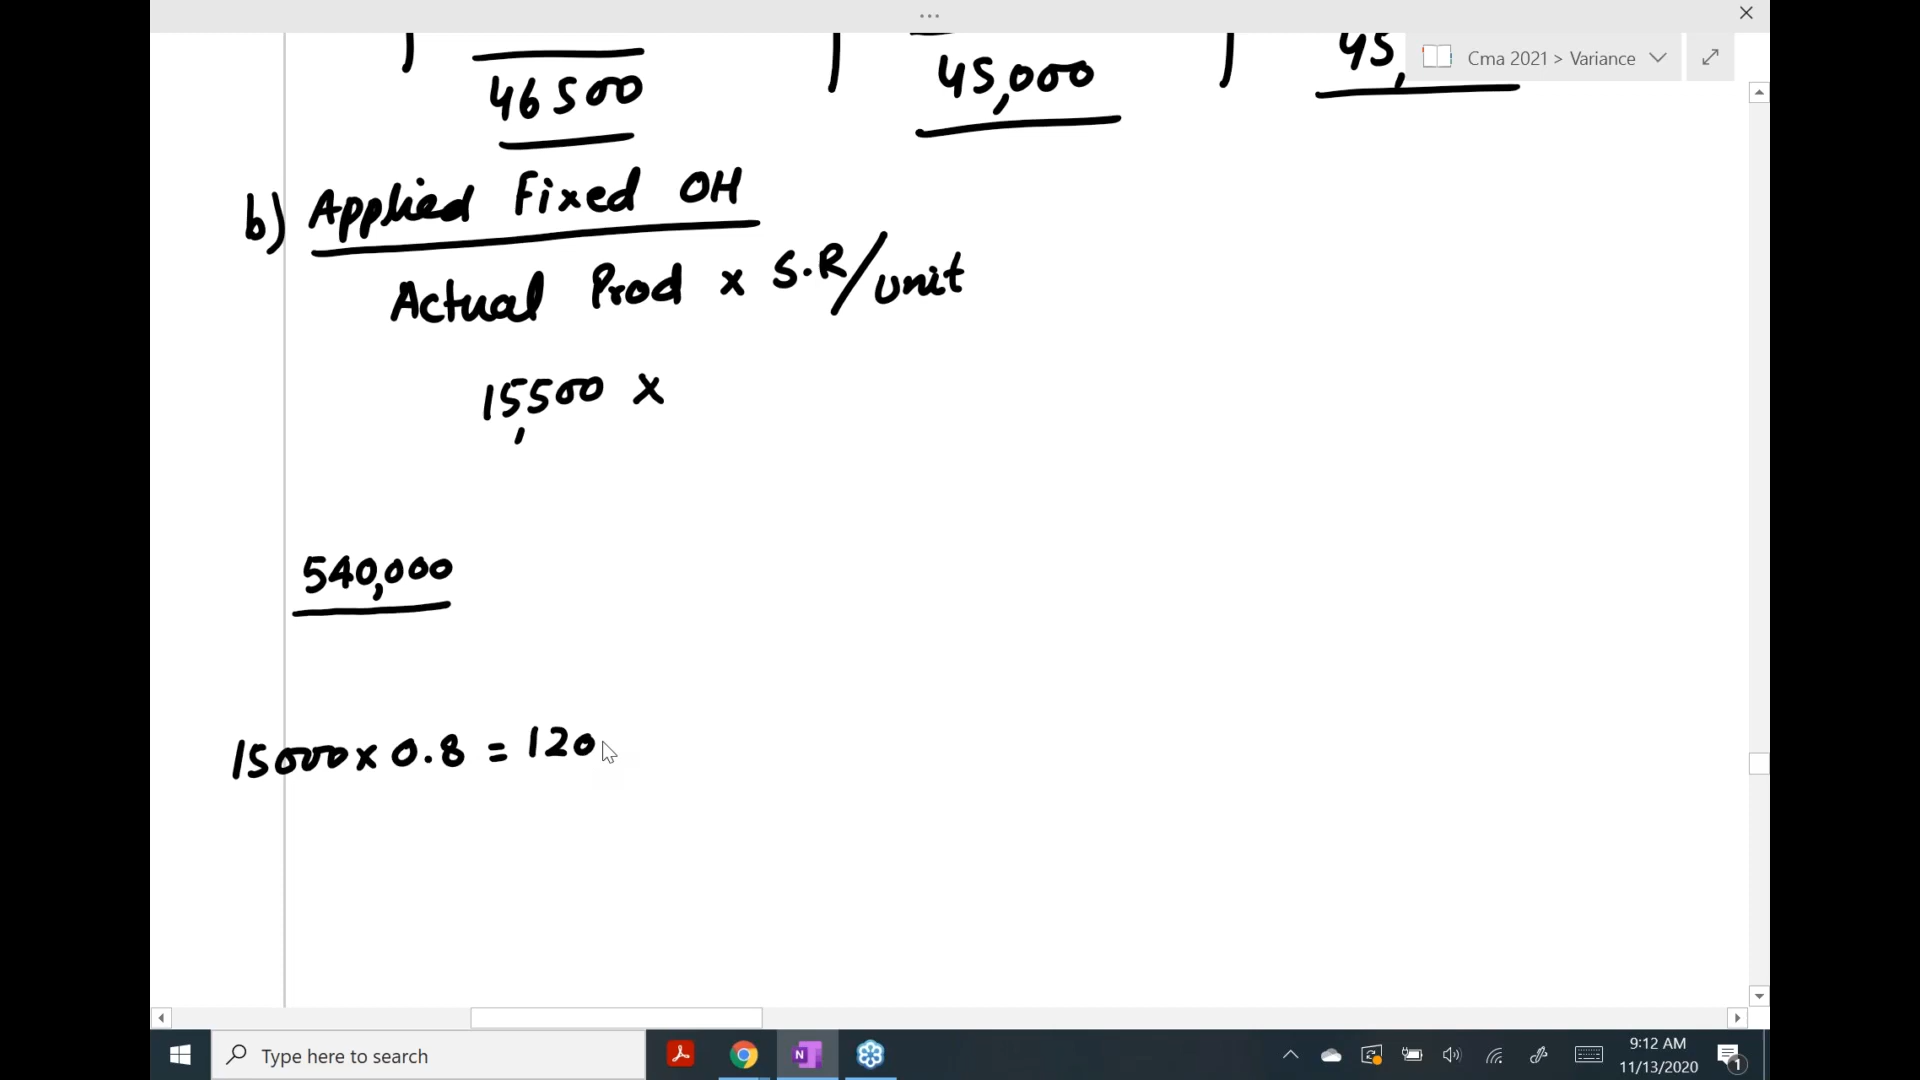 ...
Cma 2021 > Variance
46500
45,000
45,
b) Applied Fixed OH
Actual Prod x S.R/unit
15,500 x
540,000
15000 x 0.8 = 120
Type here to search
N
9:12 AM
11/13/2020
1